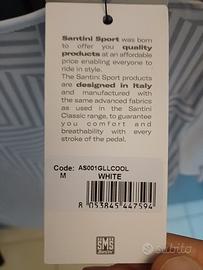 Santini Sport was born
to offer you quality
products at an affordable
price enabling everyone to
ride in style.
The Santini Sport products
are designed in Italy
and manufactured with
the same advanced fabrics
as used in the Santini
Classic range, to guarantee
you comfort and
breathability with every
stroke of the pedal.
Code: AS001GLLCOOL
M WHITE
8 053845 447594
SMS
Santini
subito